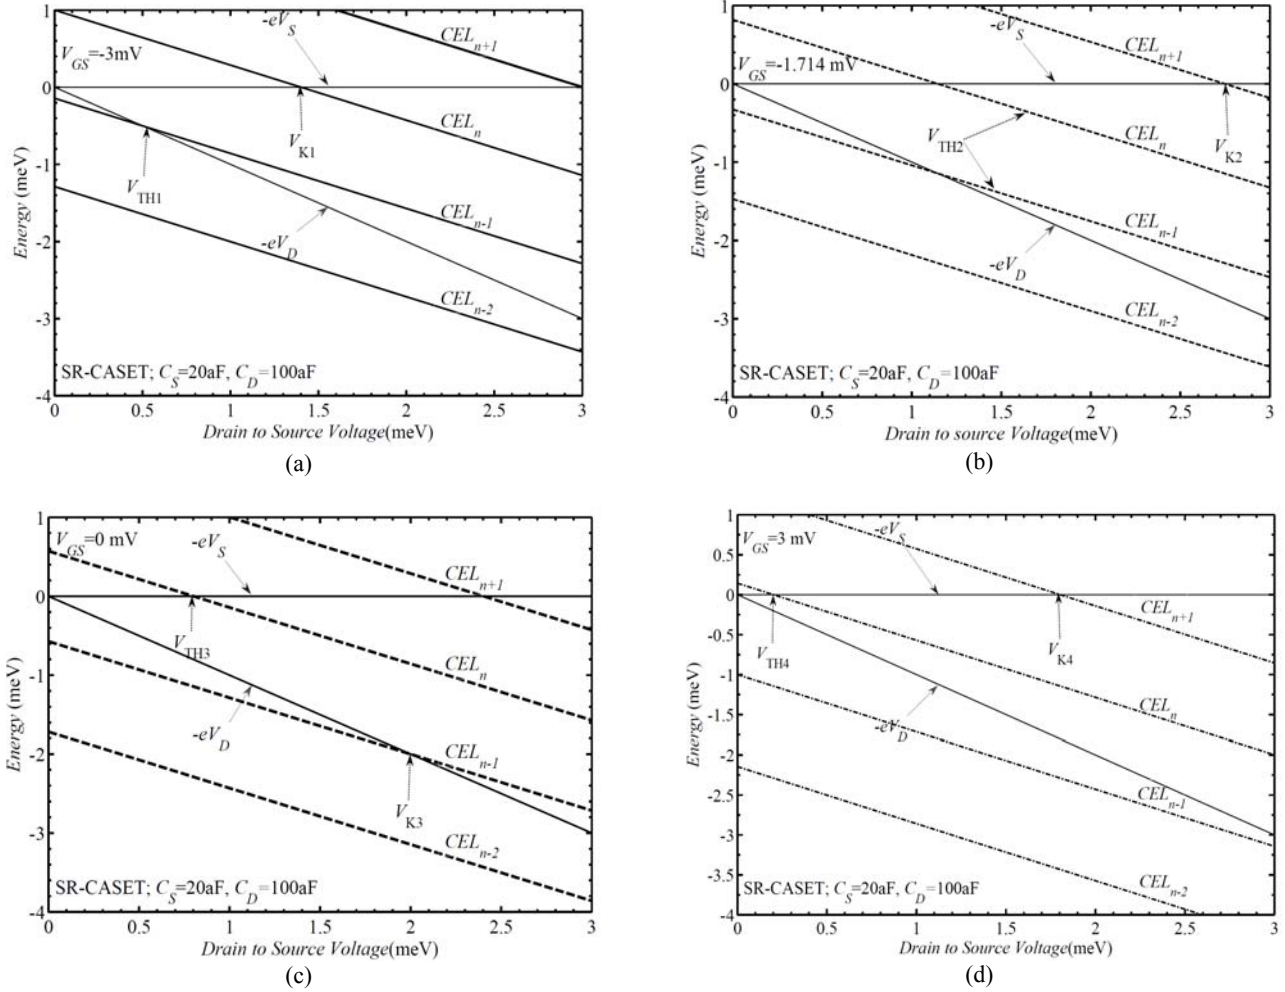 1
0
-1
-2
-3
-4
0
0.5
1
1.5
2
2.5
3
Energy (meV)
Drain to Source Voltage(meV)
V_GS=-3mV
-eV_S
CEL_n+1
V_K1
CEL_n
V_TH1
CEL_n-1
-eV_D
CEL_n-2
SR-CASET; C_S=20aF, C_D=100aF
(a)
1
0
-1
-2
-3
-4
0
0.5
1
1.5
2
2.5
3
Energy (meV)
Drain to source Voltage(meV)
-eV_S
CEL_n+1
V_GS=-1.714 mV
V_TH2
CEL_n
V_K2
CEL_n-1
-eV_D
CEL_n-2
SR-CASET; C_S=20aF, C_D=100aF
(b)
1
0
-1
-2
-3
-4
0
0.5
1
1.5
2
2.5
3
Energy (meV)
Drain to Source Voltage(meV)
V_GS=0 mV
-eV_S
CEL_n+1
V_TH3
CEL_n
-eV_D
CEL_n-1
V_K3
CEL_n-2
SR-CASET; C_S=20aF, C_D=100aF
(c)
1
0.5
0
-0.5
-1
-1.5
-2
-2.5
-3
-3.5
-4
0
0.5
1
1.5
2
2.5
3
Energy (meV)
Drain to Source Voltage(meV)
V_GS=3 mV
-eV_S
CEL_n+1
V_TH4
V_K4
CEL_n
-eV_D
CEL_n-1
CEL_n-2
SR-CASET; C_S=20aF, C_D=100aF
(d)